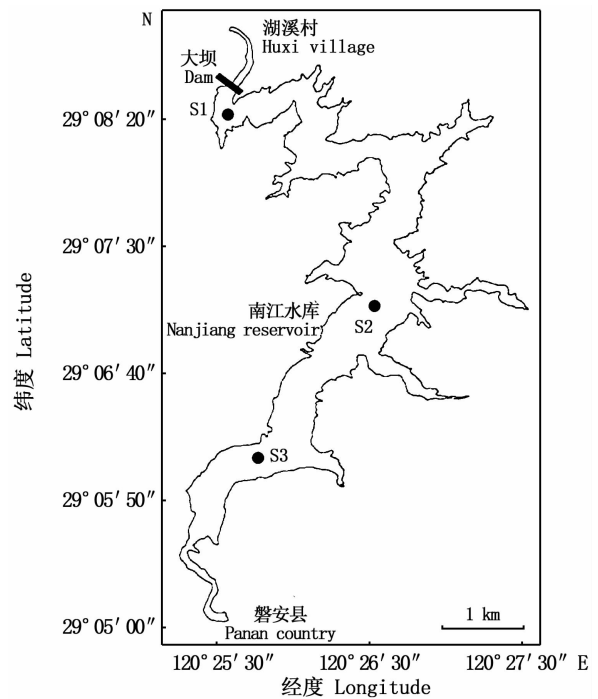 N
湖溪村
Huxi village
大坝
Dam
S1
29° 08′ 20″
29° 07′ 30″
南江水库
Nanjiang reservoir
S2
29° 06′ 40″
S3
29° 05′ 50″
磐安县
Panan country
1 km
29° 05′ 00″
120° 25′ 30″
120° 26′ 30″
120° 27′ 30″ E
经度 Longitude
纬度 Latitude